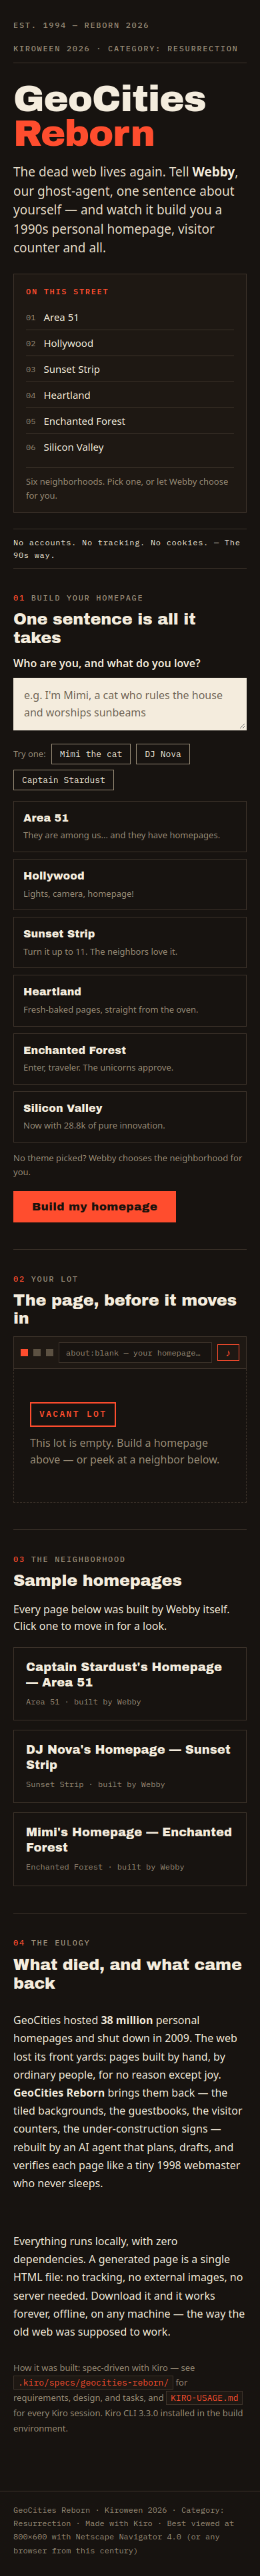 EST. 1994 — REBORN 2026
KIROWEEN 2026 · CATEGORY: RESURRECTION
GeoCities
Reborn
The dead web lives again. Tell Webby,
our ghost-agent, one sentence about
yourself — and watch it build you a
1990s personal homepage, visitor
counter and all.
ON THIS STREET
01 Area 51
02 Hollywood
03 Sunset Strip
04 Heartland
05 Enchanted Forest
06 Silicon Valley
Six neighborhoods. Pick one, or let Webby choose
for you.
No accounts. No tracking. No cookies. — The
90s way.
01 BUILD YOUR HOMEPAGE
One sentence is all it
takes
Who are you, and what do you love?
e.g. I'm Mimi, a cat who rules the house
and worships sunbeams
Try one: Mimi the cat DJ Nova
Captain Stardust
Area 51
They are among us... and they have homepages.
Hollywood
Lights, camera, homepage!
Sunset Strip
Turn it up to 11. The neighbors love it.
Heartland
Fresh-baked pages, straight from the oven.
Enchanted Forest
Enter, traveler. The unicorns approve.
Silicon Valley
Now with 28.8k of pure innovation.
No theme picked? Webby chooses the neighborhood for
you.
Build my homepage
02 YOUR LOT
The page, before it moves
in
about:blank — your homepage… ♪
VACANT LOT
This lot is empty. Build a homepage
above — or peek at a neighbor below.
03 THE NEIGHBORHOOD
Sample homepages
Every page below was built by Webby itself.
Click one to move in for a look.
Captain Stardust's Homepage
— Area 51
Area 51 · built by Webby
DJ Nova's Homepage — Sunset
Strip
Sunset Strip · built by Webby
Mimi's Homepage — Enchanted
Forest
Enchanted Forest · built by Webby
04 THE EULOGY
What died, and what came
back
GeoCities hosted 38 million personal
homepages and shut down in 2009. The web
lost its front yards: pages built by hand, by
ordinary people, for no reason except joy.
GeoCities Reborn brings them back — the
tiled backgrounds, the guestbooks, the visitor
counters, the under-construction signs —
rebuilt by an AI agent that plans, drafts, and
verifies each page like a tiny 1998 webmaster
who never sleeps.
Everything runs locally, with zero
dependencies. A generated page is a single
HTML file: no tracking, no external images, no
server needed. Download it and it works
forever, offline, on any machine — the way the
old web was supposed to work.
How it was built: spec-driven with Kiro — see
.kiro/specs/geocities-reborn/ for
requirements, design, and tasks, and KIRO-USAGE.md
for every Kiro session. Kiro CLI 3.3.0 installed in the build
environment.
GeoCities Reborn · Kiroween 2026 · Category:
Resurrection · Made with Kiro · Best viewed at
800×600 with Netscape Navigator 4.0 (or any
browser from this century)